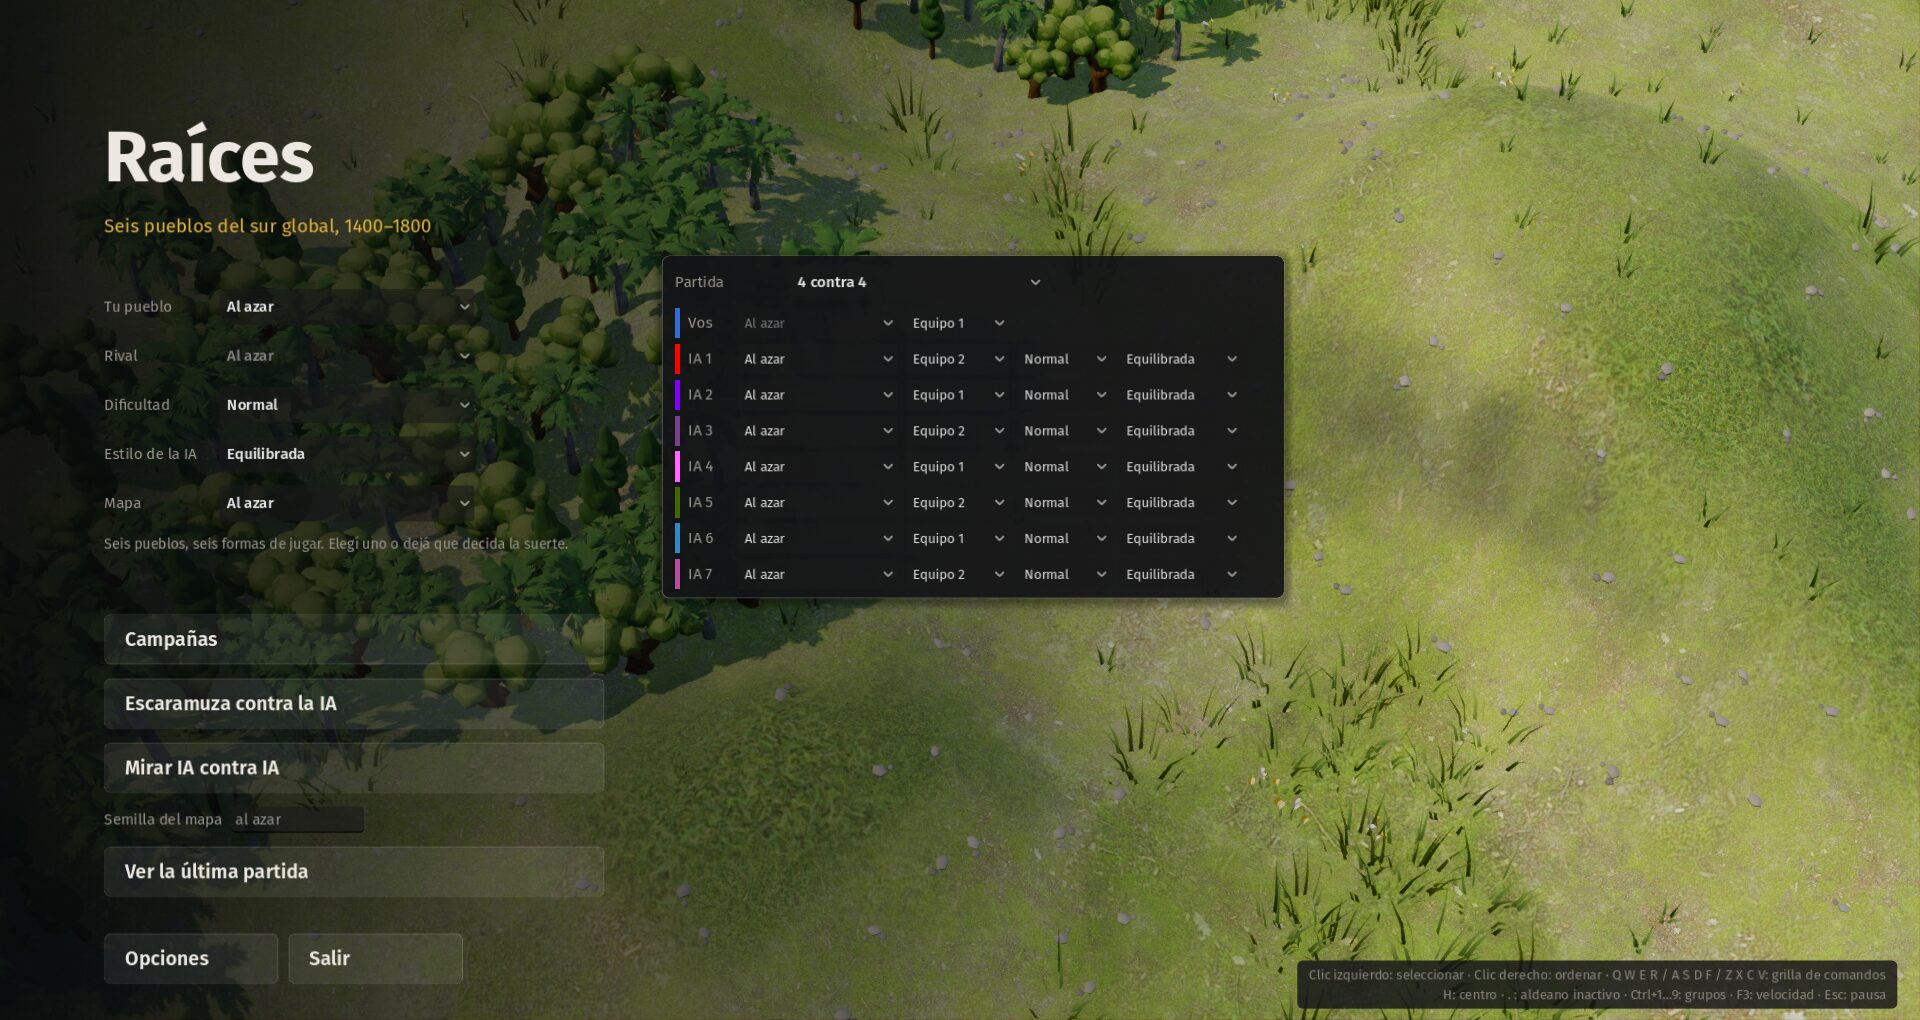 Raíces
Seis pueblos del sur global, 1400–1800
Tu pueblo Al azar
Rival Al azar
Dificultad Normal
Estilo de la IA Equilibrada
Mapa Al azar
Seis pueblos, seis formas de jugar. Elegí uno o dejá que decida la suerte.
Campañas
Escaramuza contra la IA
Mirar IA contra IA
Semilla del mapa al azar
Ver la última partida
Opciones Salir
Partida 4 contra 4
Vos Al azar Equipo 1
IA 1 Al azar Equipo 2 Normal Equilibrada
IA 2 Al azar Equipo 1 Normal Equilibrada
IA 3 Al azar Equipo 2 Normal Equilibrada
IA 4 Al azar Equipo 1 Normal Equilibrada
IA 5 Al azar Equipo 2 Normal Equilibrada
IA 6 Al azar Equipo 1 Normal Equilibrada
IA 7 Al azar Equipo 2 Normal Equilibrada
Clic izquierdo: seleccionar · Clic derecho: ordenar · Q W E R / A S D F / Z X C V: grilla de comandos
H: centro · . : aldeano inactivo · Ctrl+1…9: grupos · F3: velocidad · Esc: pausa